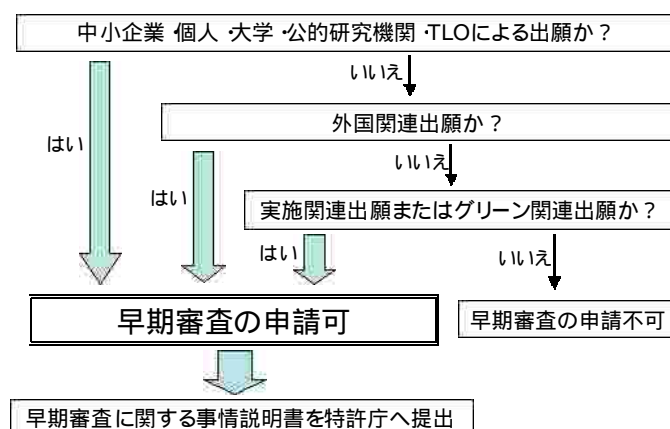 中小企業・個人・大学・公的研究機関・TLOによる出願か？
いいえ
はい
外国関連出願か？
いいえ
はい
実施関連出願またはグリーン関連出願か？
はい
いいえ
早期審査の申請可
早期審査の申請不可
早期審査に関する事情説明書を特許庁へ提出